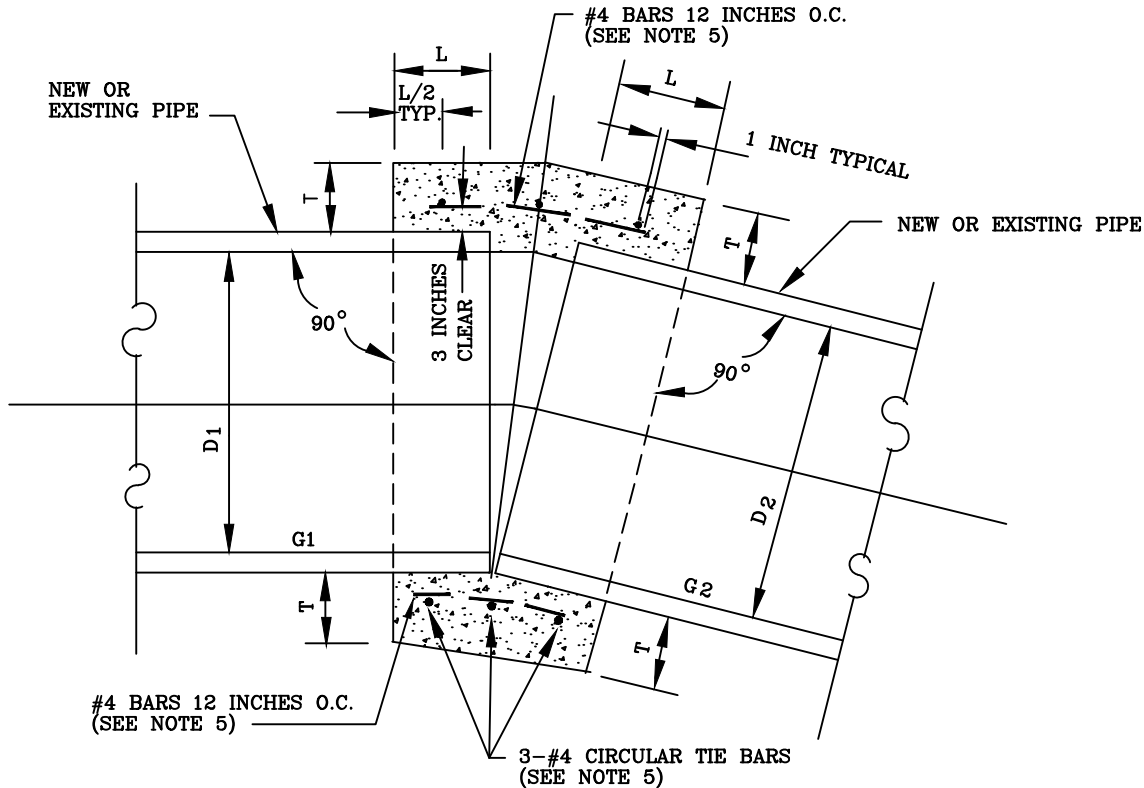 #4 BARS 12 INCHES O.C.
(SEE NOTE 5)
L
L
NEW OR
EXISTING PIPE
L/2
TYP.
1 INCH TYPICAL
T
T
NEW OR EXISTING PIPE
3 INCHES
CLEAR
90°
90°
D1
D2
G1
G2
T
T
#4 BARS 12 INCHES O.C.
(SEE NOTE 5)
3-#4 CIRCULAR TIE BARS
(SEE NOTE 5)